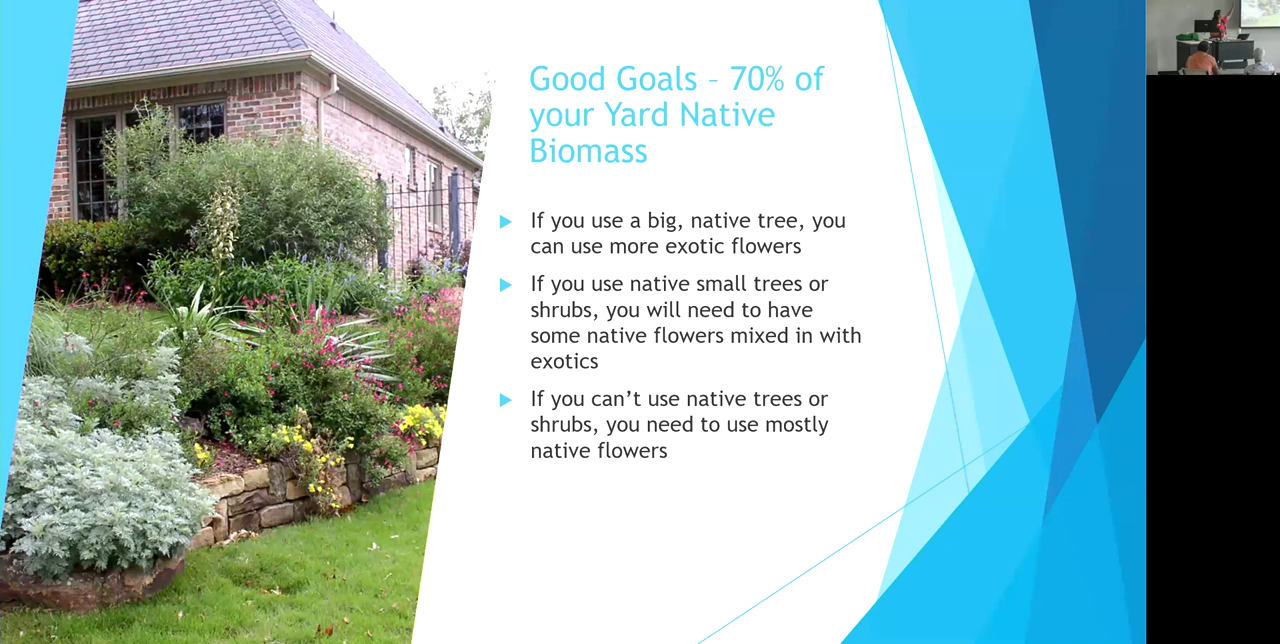 Good Goals – 70% of
your Yard Native
Biomass
If you use a big, native tree, you
can use more exotic flowers
If you use native small trees or
shrubs, you will need to have
some native flowers mixed in with
exotics
If you can’t use native trees or
shrubs, you need to use mostly
native flowers